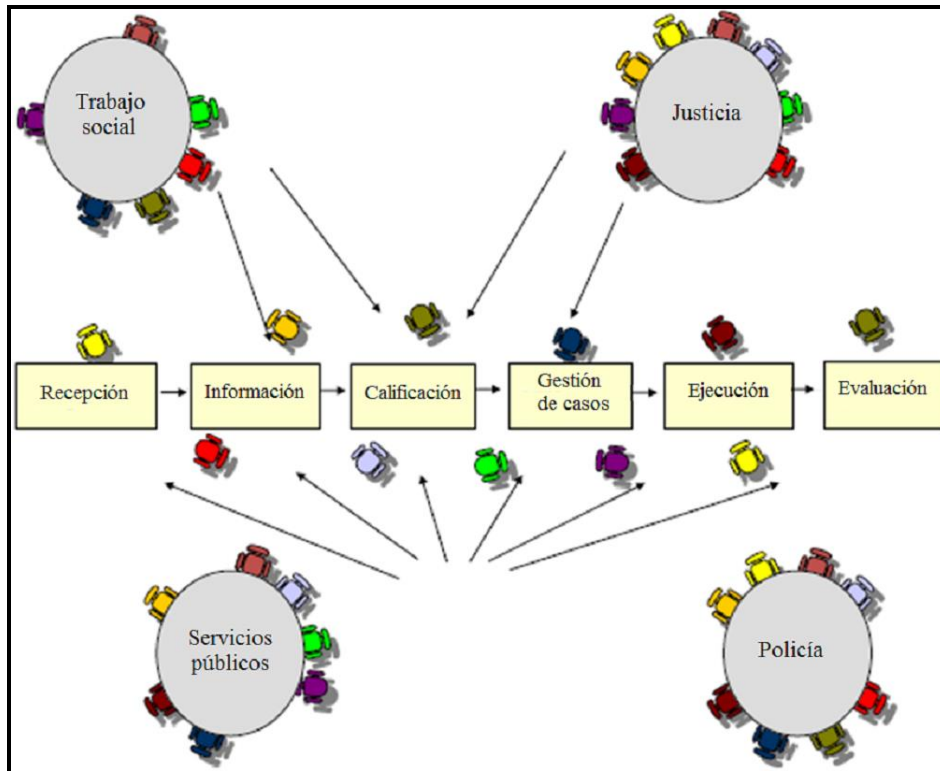 Trabajo
social
Justicia
Recepción
Información
Calificación
Gestión
de casos
Ejecución
Evaluación
Servicios
públicos
Policía